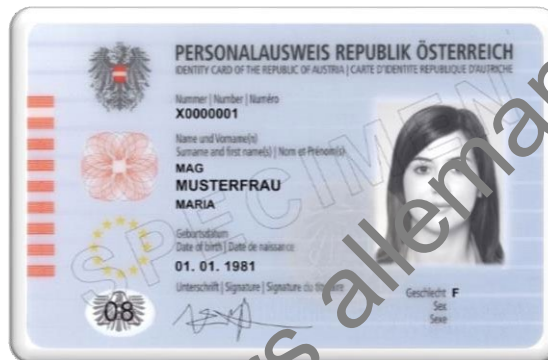 PERSONALAUSWEIS REPUBLIK ÖSTERREICH
IDENTITY CARD OF THE REPUBLIC OF AUSTRIA | CARTE D'IDENTITE REPUBLIQUE D'AUTRICHE
Nummer | Number | Numéro
X0000001
Name und Vorname(n)
Surname and first name(s) | Nom et Prénom(s)
MAG
MUSTERFRAU
MARIA
Geburtsdatum
Date of birth | Date de naissance
01. 01. 1981
Unterschrift | Signature | Signature du titulaire
Geschlecht F
Sex
Sexe
08
SPECIMEN